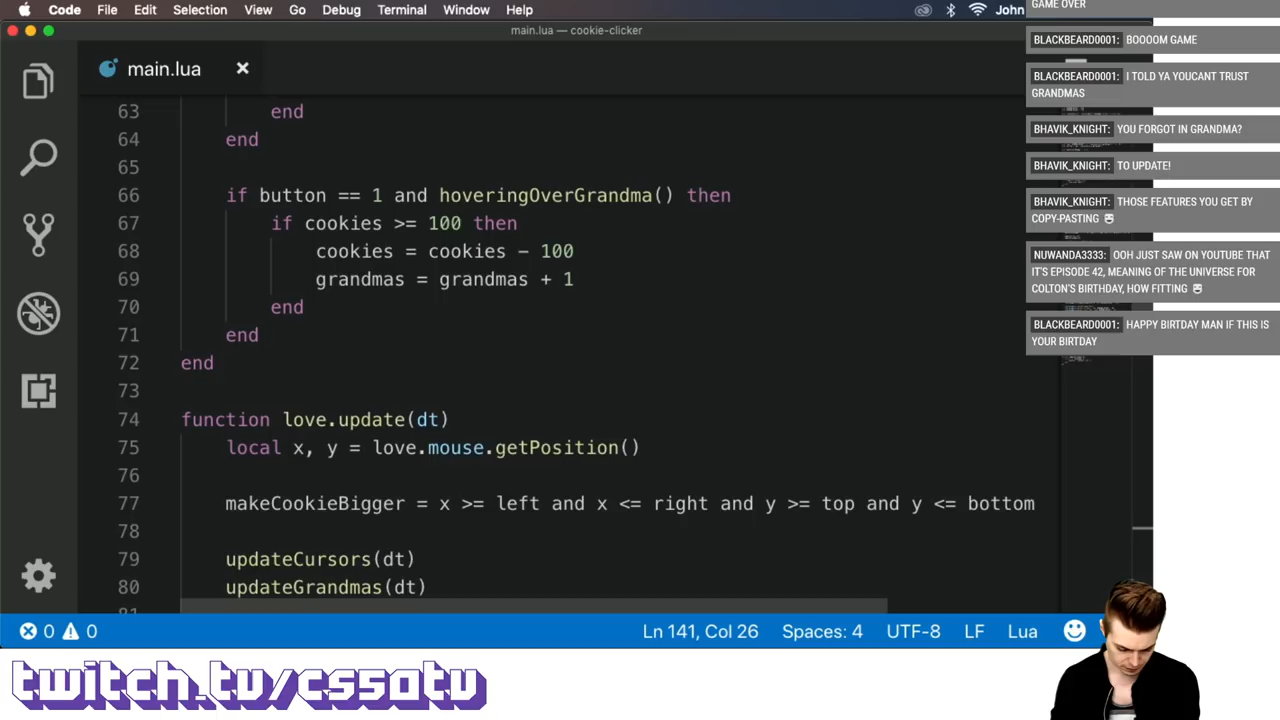 Code File Edit Selection View Go Debug Terminal Window Help John
main.lua — cookie-clicker
main.lua
63 end
64 end
65
66 if button == 1 and hoveringOverGrandma() then
67 if cookies >= 100 then
68 cookies = cookies - 100
69 grandmas = grandmas + 1
70 end
71 end
72 end
73
74 function love.update(dt)
75 local x, y = love.mouse.getPosition()
76
77 makeCookieBigger = x >= left and x <= right and y >= top and y <= bottom
78
79 updateCursors(dt)
80 updateGrandmas(dt)
81
0 0 Ln 141, Col 26 Spaces: 4 UTF-8 LF Lua
GAME OVER
BLACKBEARD0001: BOOOOM GAME
BLACKBEARD0001: I TOLD YA YOUCANT TRUST
GRANDMAS
BHAVIK_KNIGHT: YOU FORGOT IN GRANDMA?
BHAVIK_KNIGHT: TO UPDATE!
BHAVIK_KNIGHT: THOSE FEATURES YOU GET BY
COPY-PASTING
NUWANDA3333: OOH JUST SAW ON YOUTUBE THAT
IT'S EPISODE 42, MEANING OF THE UNIVERSE FOR
COLTON'S BIRTHDAY, HOW FITTING
BLACKBEARD0001: HAPPY BIRTDAY MAN IF THIS IS
YOUR BIRTDAY
twitch.tv/cssatv